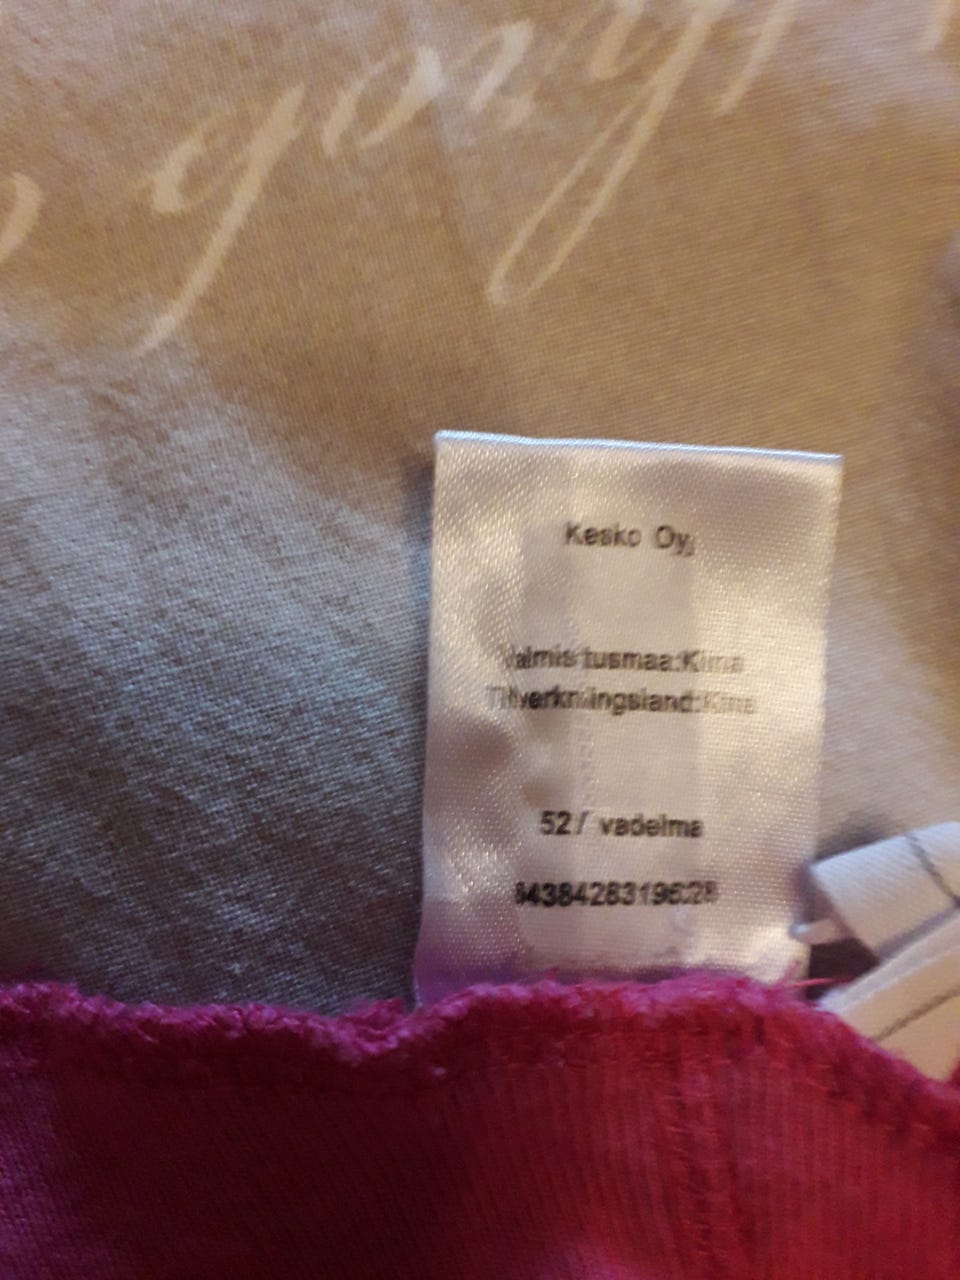 Kesko Oy,
Valmistusmaa:Kiina
Tillverkningsland:Kina
52/ vadelma
6438428319628